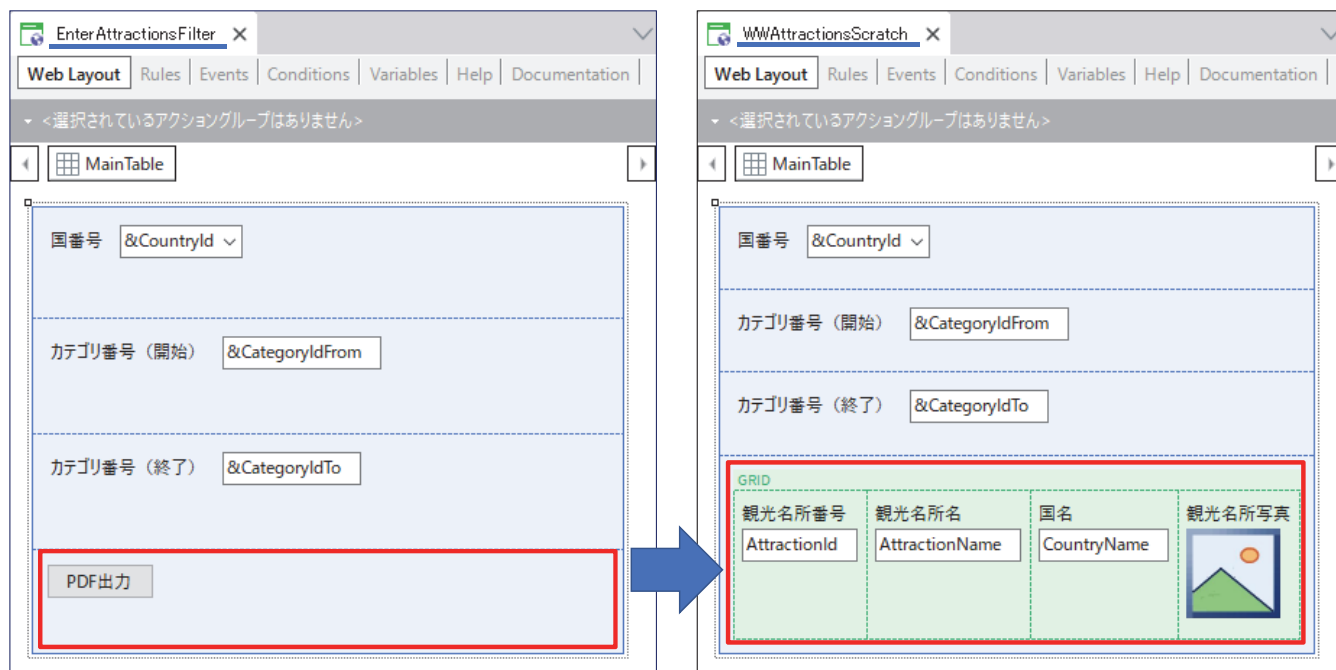 EnterAttractionsFilter
Web Layout Rules Events Conditions Variables Help Documentation
<選択されているアクショングループはありません>
MainTable
国番号 &CountryId
カテゴリ番号（開始） &CategoryIdFrom
カテゴリ番号（終了） &CategoryIdTo
PDF出力
WWAttractionsScratch
Web Layout Rules Events Conditions Variables Help Documentation
<選択されているアクショングループはありません>
MainTable
国番号 &CountryId
カテゴリ番号（開始） &CategoryIdFrom
カテゴリ番号（終了） &CategoryIdTo
GRID
観光名所番号 観光名所名 国名 観光名所写真
AttractionId AttractionName CountryName